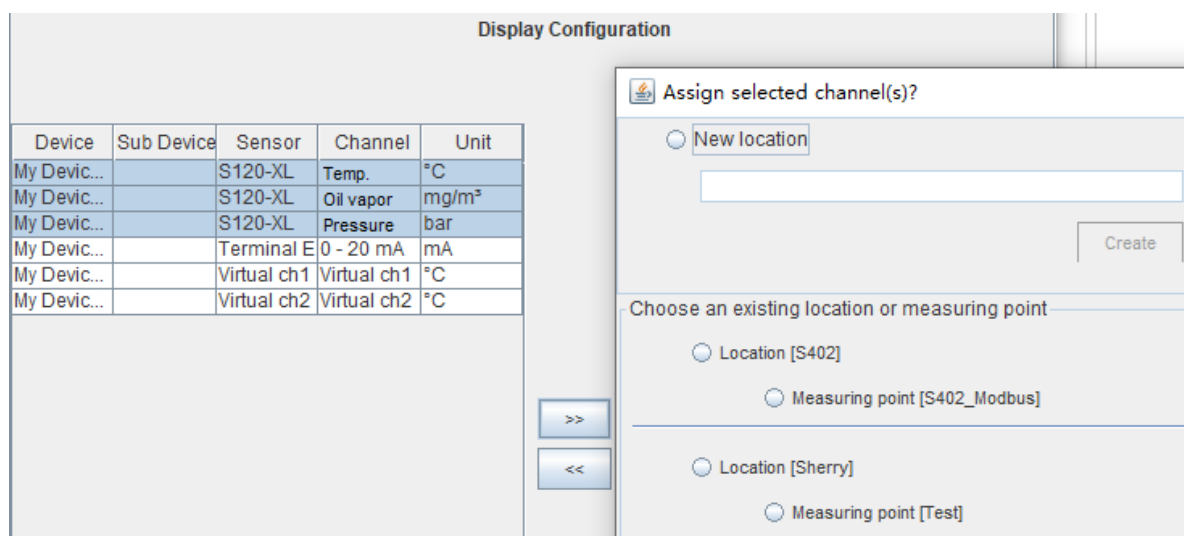 Display Configuration
Assign selected channel(s)?
New location
Create
Device Sub Device Sensor Channel Unit
My Devic... S120-XL Temp. °C
My Devic... S120-XL Oil vapor mg/m³
My Devic... S120-XL Pressure bar
My Devic... Terminal E 0 - 20 mA mA
My Devic... Virtual ch1 Virtual ch1 °C
My Devic... Virtual ch2 Virtual ch2 °C
>>
<<
Choose an existing location or measuring point
Location [S402]
Measuring point [S402_Modbus]
Location [Sherry]
Measuring point [Test]